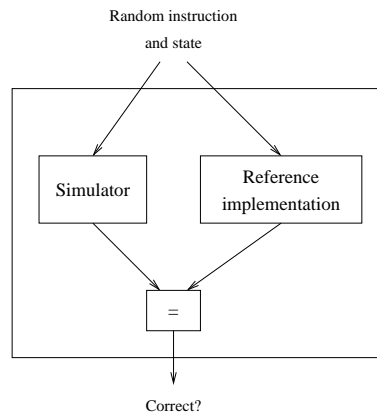 Random instruction
and state
Simulator
Reference
implementation
=
Correct?